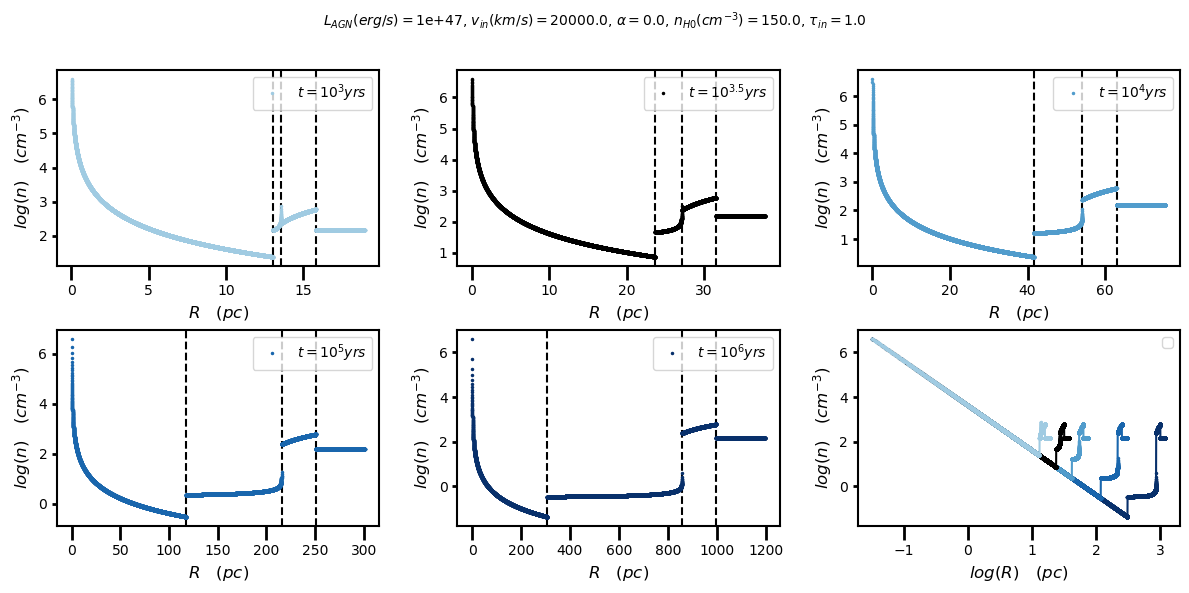 L_AGN(erg/s) = 1e+47, v_in(km/s) = 20000.0, α = 0.0, n_H0(cm^−3) = 150.0, τ_in = 1.0
t = 10^3 yrs
log(n) (cm^−3)
6
5
4
3
2
0 5 10 15
R (pc)
t = 10^3.5 yrs
log(n) (cm^−3)
6
5
4
3
2
1
0 10 20 30
R (pc)
t = 10^4 yrs
log(n) (cm^−3)
6
5
4
3
2
1
0 20 40 60
R (pc)
t = 10^5 yrs
log(n) (cm^−3)
6
4
2
0
0 50 100 150 200 250 300
R (pc)
t = 10^6 yrs
log(n) (cm^−3)
6
4
2
0
0 200 400 600 800 1000 1200
R (pc)
log(n) (cm^−3)
6
4
2
0
−1 0 1 2 3
log(R) (pc)